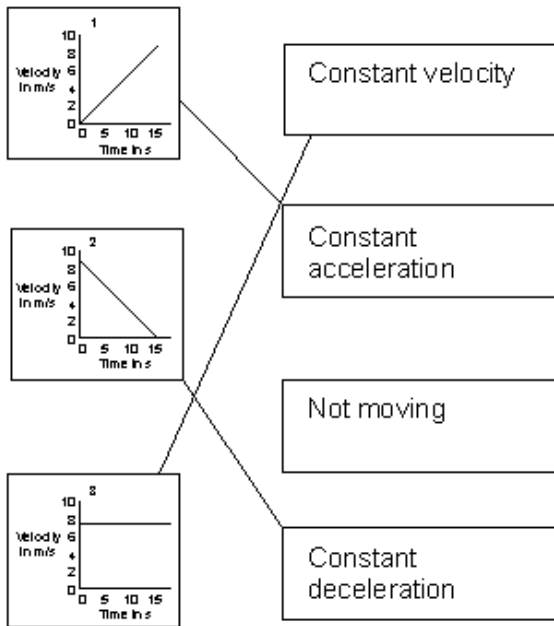 1
10
8
6
4
2
0
Velocity
in m/s
0 5 10 15
Time in s
Constant velocity
2
10
8
6
4
2
0
Velocity
in m/s
0 5 10 15
Time in s
Constant
acceleration
Not moving
3
10
8
6
4
2
0
Velocity
in m/s
0 5 10 15
Time in s
Constant
deceleration